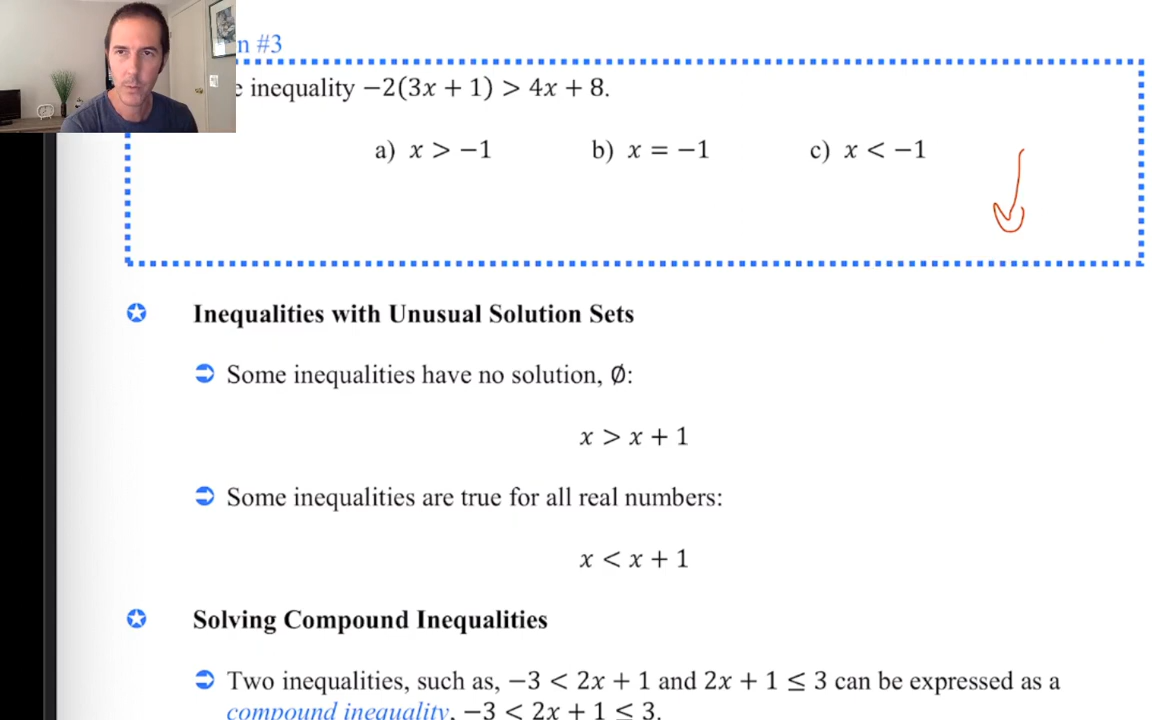 n #3
e inequality −2(3x + 1) > 4x + 8.
a) x > −1 b) x = −1 c) x < −1
Inequalities with Unusual Solution Sets
Some inequalities have no solution, ∅:
x > x + 1
Some inequalities are true for all real numbers:
x < x + 1
Solving Compound Inequalities
Two inequalities, such as, −3 < 2x + 1 and 2x + 1 ≤ 3 can be expressed as a
compound inequality, −3 < 2x + 1 ≤ 3.